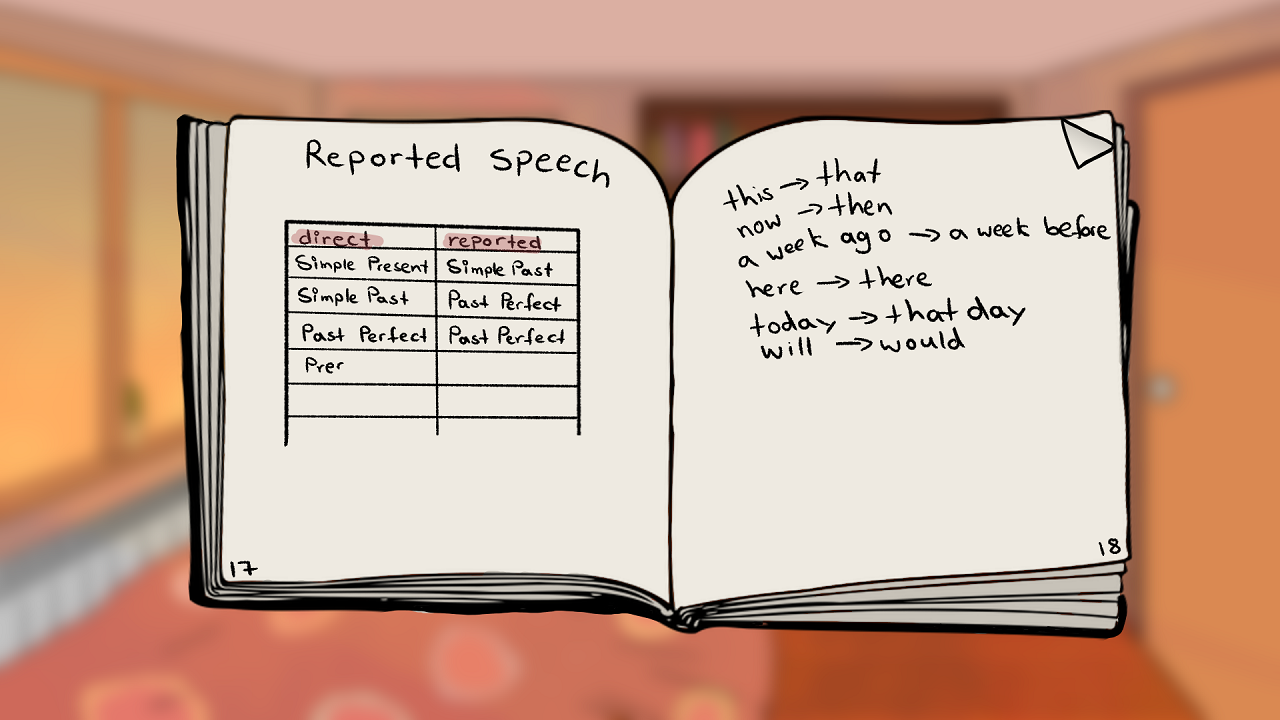 Reported Speech
direct reported
Simple Present Simple Past
Simple Past Past Perfect
Past Perfect Past Perfect
Prer
17
this → that
now → then
a week ago → a week before
here → there
today → that day
will → would
18